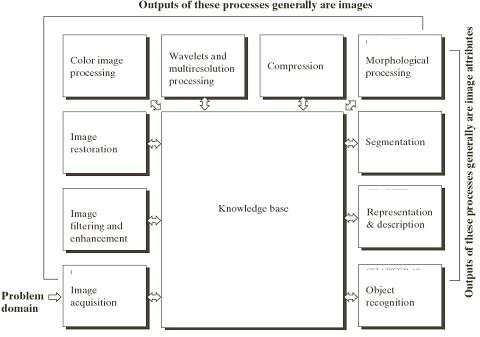 Outputs of these processes generally are images
Color image
processing
Wavelets and
multiresolution
processing
Compression
Morphological
processing
Image
restoration
Segmentation
Image
filtering and
enhancement
Knowledge base
Representation
& description
Problem
domain
Image
acquisition
Object
recognition
Outputs of these processes generally are image attributes